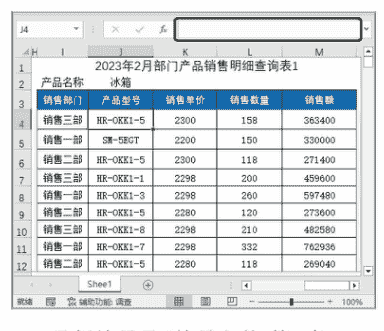 J4
fx
H I J K L M
1 2023年2月部门产品销售明细查询表1
2 产品名称 冰箱
3 销售部门 产品型号 销售单价 销售数量 销售额
4 销售三部 HR-OKK1-5 2300 158 363400
5 销售一部 SM-5EGT 2200 150 330000
6 销售二部 HR-OKK1-5 2300 118 271400
7 销售三部 HR-OKK1-1 2298 200 459600
8 销售一部 HR-OKK1-3 2298 260 597480
9 销售二部 HR-OKK1-5 2280 120 273600
10 销售三部 HR-OKK1-8 2298 210 482580
11 销售一部 HR-OKK1-7 2298 332 762936
12 销售二部 HR-OKK1-5 2280 118 269040
Sheet1
就绪 辅助功能: 调查 100%